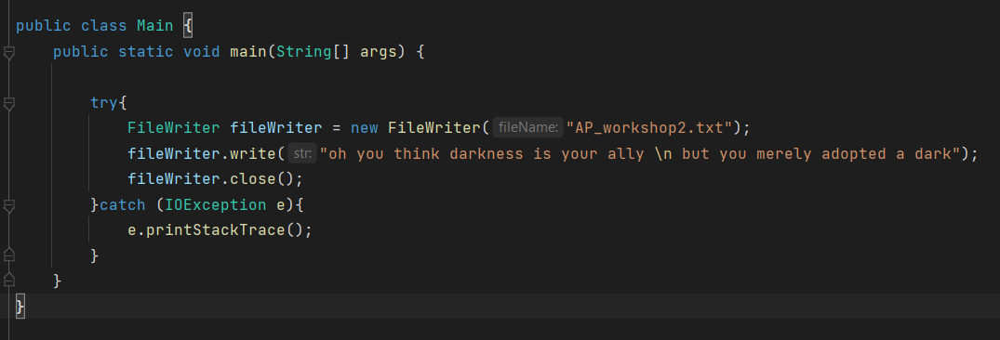 public class Main {
public static void main(String[] args) {
try{
FileWriter fileWriter = new FileWriter( fileName: "AP_workshop2.txt");
fileWriter.write( str: "oh you think darkness is your ally \n but you merely adopted a dark");
fileWriter.close();
}catch (IOException e){
e.printStackTrace();
}
}
}